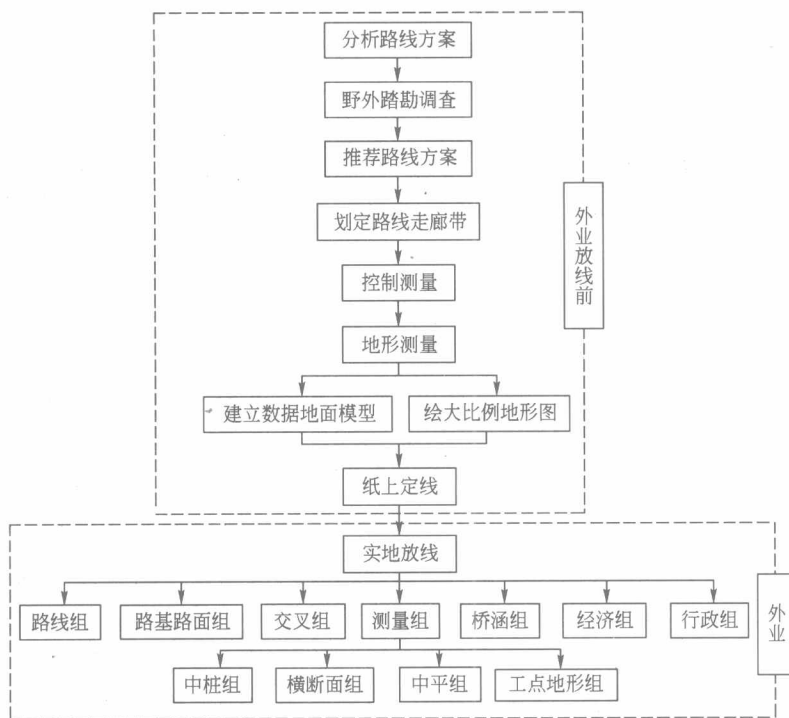 分析路线方案
野外踏勘调查
推荐路线方案
划定路线走廊带
外业放线前
控制测量
地形测量
建立数据地面模型
绘大比例地形图
纸上定线
实地放线
路线组
路基路面组
交叉组
测量组
桥涵组
经济组
行政组
外业
中桩组
横断面组
中平组
工点地形组